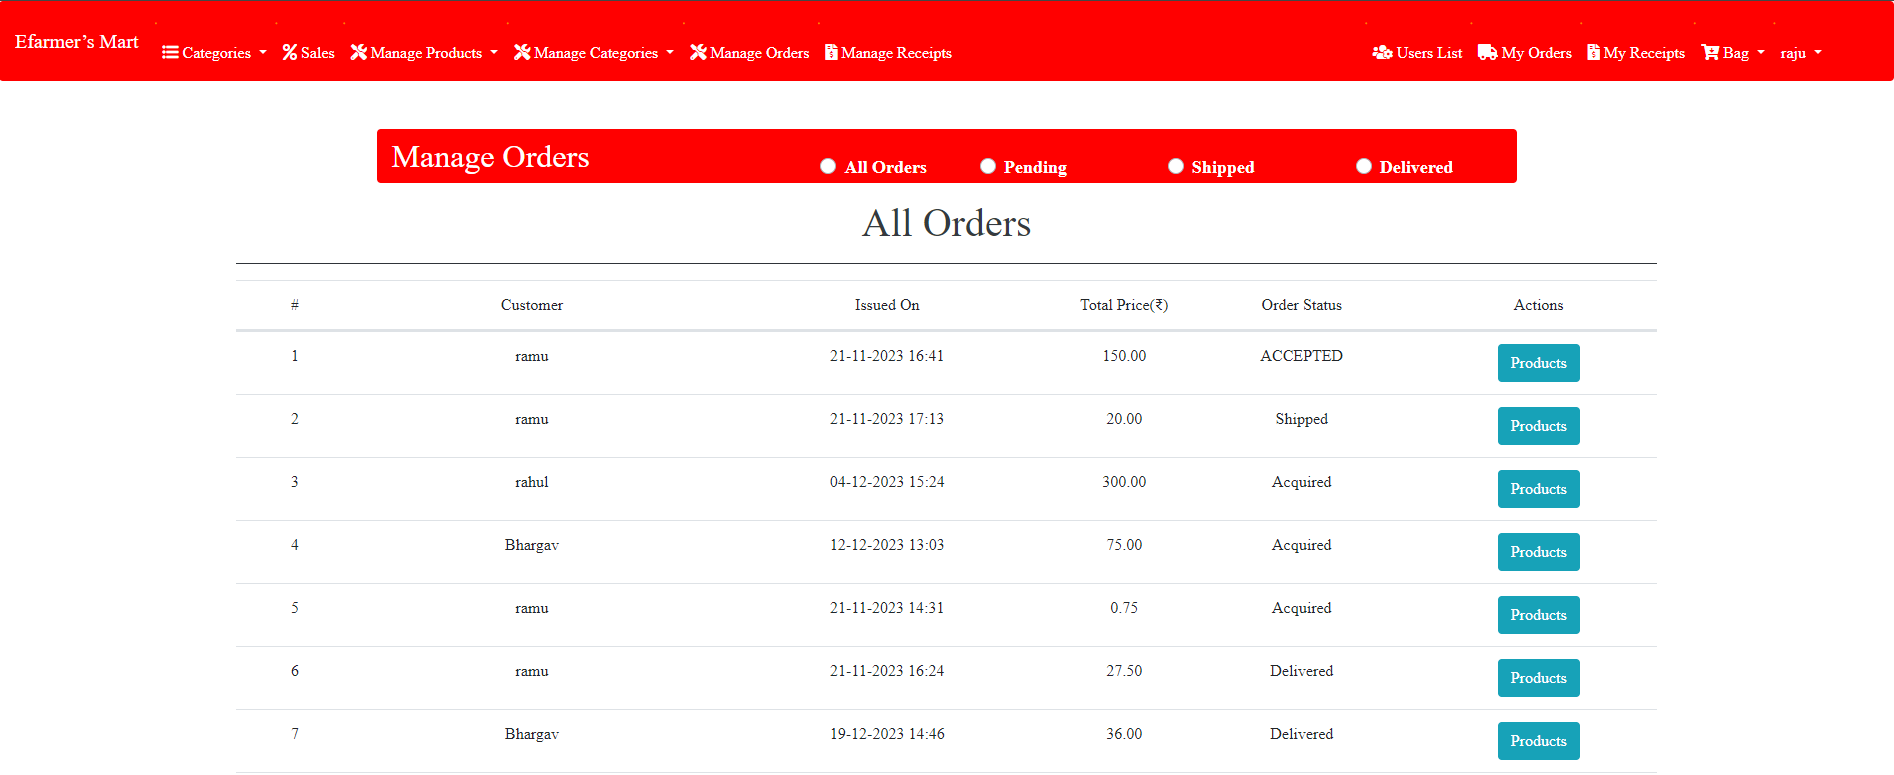 Efarmer’s Mart Categories Sales Manage Products Manage Categories Manage Orders Manage Receipts Users List My Orders My Receipts Bag raju
Manage Orders All Orders Pending Shipped Delivered
All Orders
# Customer Issued On Total Price(₹) Order Status Actions
1 ramu 21-11-2023 16:41 150.00 ACCEPTED Products
2 ramu 21-11-2023 17:13 20.00 Shipped Products
3 rahul 04-12-2023 15:24 300.00 Acquired Products
4 Bhargav 12-12-2023 13:03 75.00 Acquired Products
5 ramu 21-11-2023 14:31 0.75 Acquired Products
6 ramu 21-11-2023 16:24 27.50 Delivered Products
7 Bhargav 19-12-2023 14:46 36.00 Delivered Products